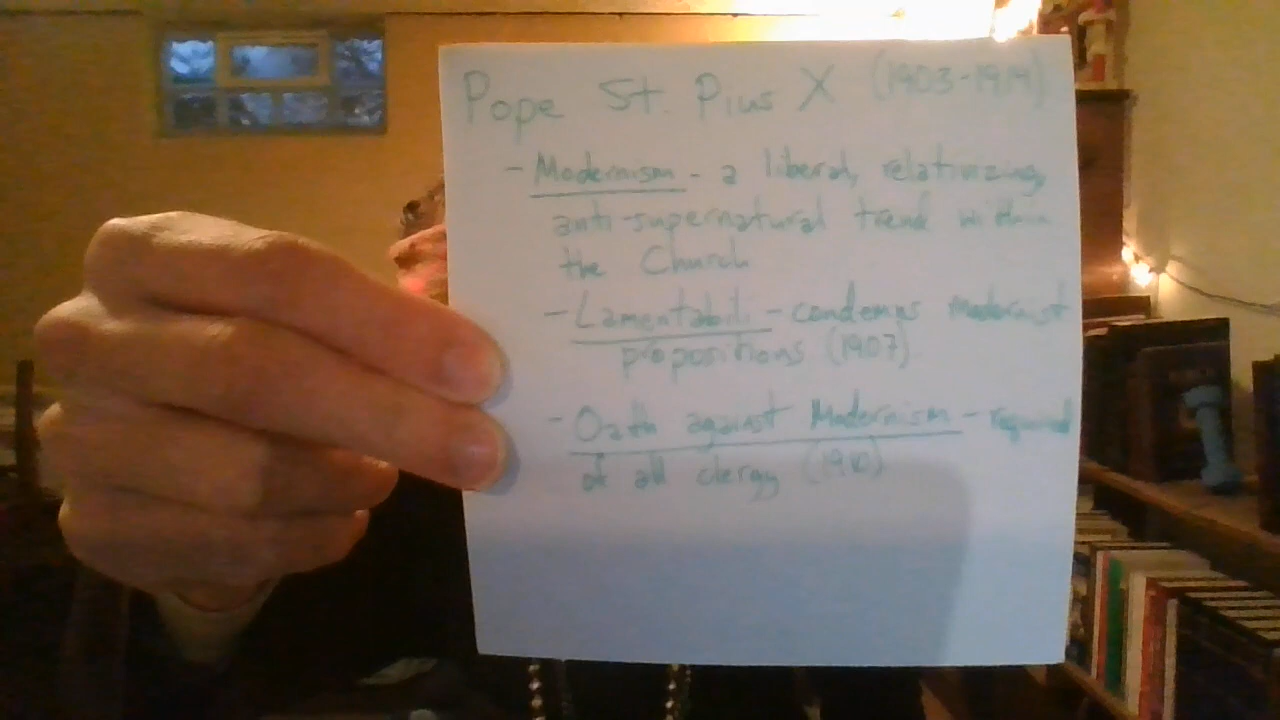 Pope St. Pius X (1903-1914)
- Modernism - a liberal, relativizing,
anti-supernatural trend within
the Church
- Lamentabili - condemns Modernist
propositions (1907)
- Oath against Modernism - required
of all clergy (1910)